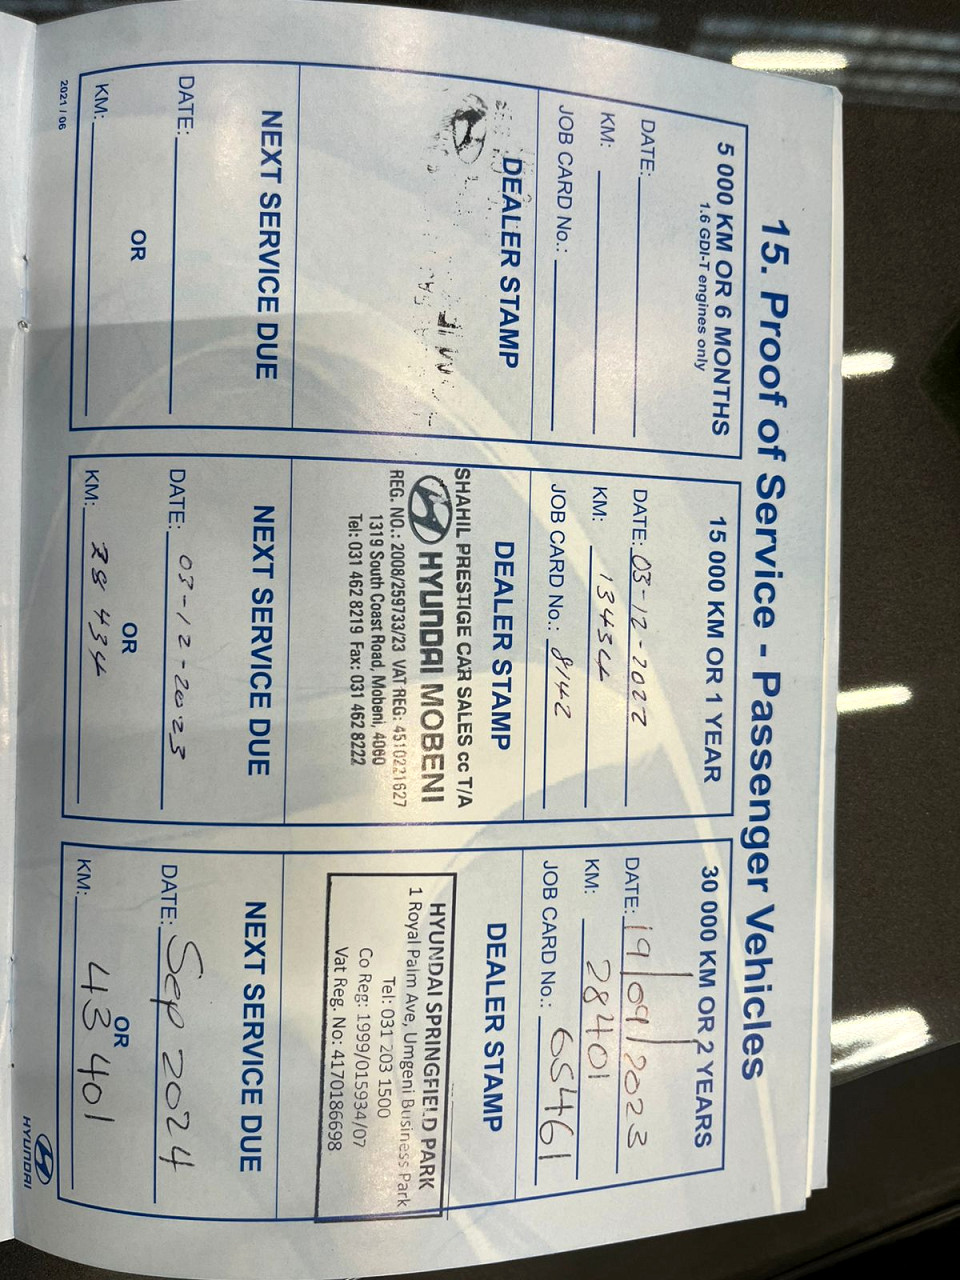 15. Proof of Service - Passenger Vehicles
5 000 KM OR 6 MONTHS
1.6 GDI-T engines only
DATE:
KM:
JOB CARD No.:
DEALER STAMP
NEXT SERVICE DUE
DATE:
OR
KM:
2021 / 06
15 000 KM OR 1 YEAR
DATE: 03-12-2022
KM: 13434
JOB CARD No.: 8142
DEALER STAMP
SHAHIL PRESTIGE CAR SALES cc T/A
HYUNDAI MOBENI
REG. NO.: 2008/259733/23 VAT REG: 4510221627
1319 South Coast Road, Mobeni, 4060
Tel: 031 462 8219 Fax: 031 462 8222
NEXT SERVICE DUE
DATE: 03-12-2023
OR
KM: 28434
30 000 KM OR 2 YEARS
DATE: 19/09/2023
KM: 28401
JOB CARD No.: 6S461
DEALER STAMP
HYUNDAI SPRINGFIELD PARK
1 Royal Palm Ave, Umgeni Business Park
Tel: 031 203 1500
Co Reg: 1999/015934/07
Vat Reg. No: 4170186698
NEXT SERVICE DUE
DATE: Sep 2024
OR
KM: 43 401
HYUNDAI